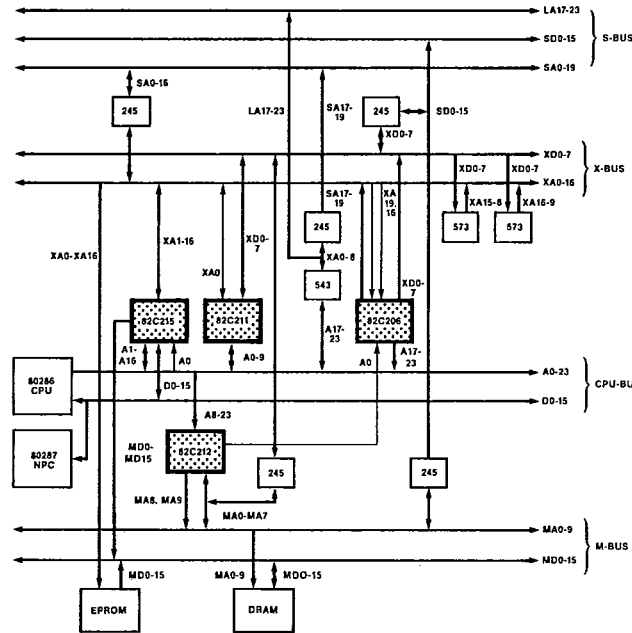 LA17-23
SD0-15
S-BUS
SA0-19
SA0-16
245
LA17-23
SA17-
19
245
SD0-15
XD0-7
XD0-7
X-BUS
XA0-16
XD0-7
XD0-7
XA15-8
XA16-9
573
573
XA0-XA16
XA1-16
XA0
XD0-
7
SA17-
19
245
XA0-8
543
XA
19,
16
XD0-
7
82C215
82C211
82C206
A1-
A16
A0
A0-9
A17-
23
A0
A17-
23
80286
CPU
A0-23
CPU-BU
D0-15
D0-15
A8-23
80287
NPC
MD0-
MD15
82C212
245
245
MA8, MA9
MA0-MA7
MA0-9
M-BUS
MD0-15
MD0-15
MA0-9
MDO-15
EPROM
DRAM